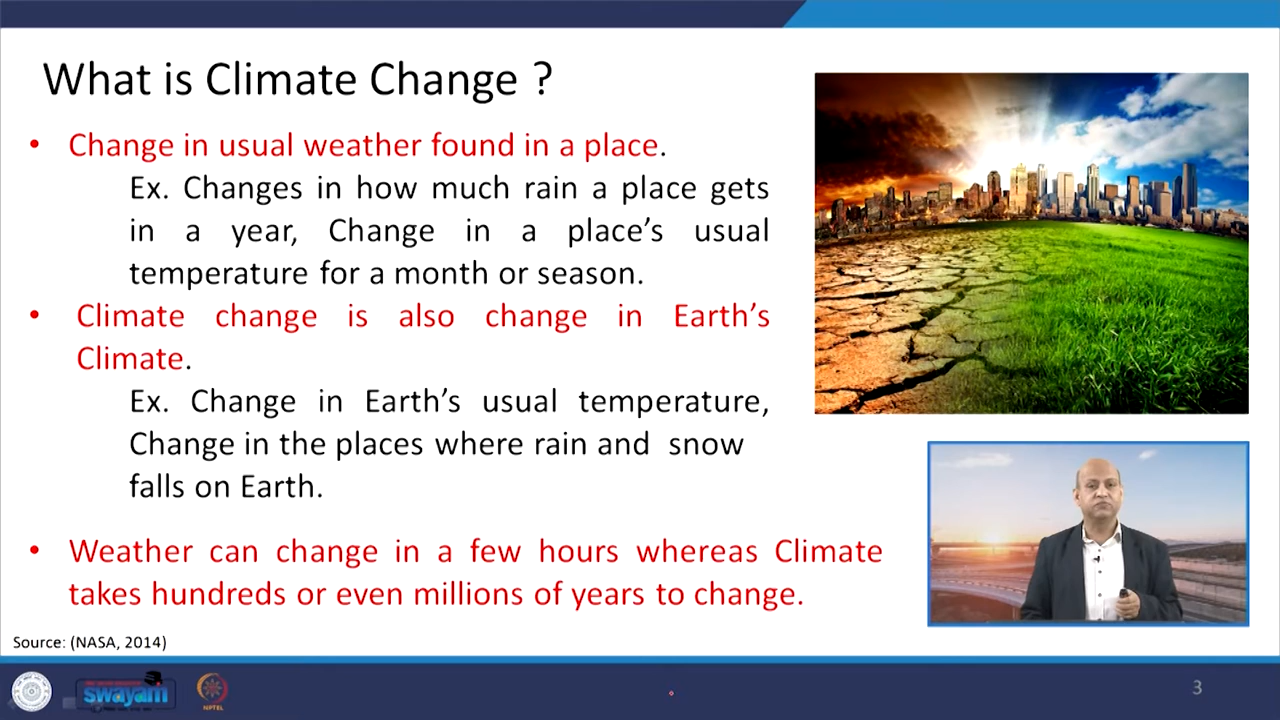 What is Climate Change ?
• Change in usual weather found in a place.
Ex. Changes in how much rain a place gets
in a year, Change in a place’s usual
temperature for a month or season.
• Climate change is also change in Earth’s
Climate.
Ex. Change in Earth’s usual temperature,
Change in the places where rain and snow
falls on Earth.
• Weather can change in a few hours whereas Climate
takes hundreds or even millions of years to change.
Source: (NASA, 2014)
swayam
NPTEL
3